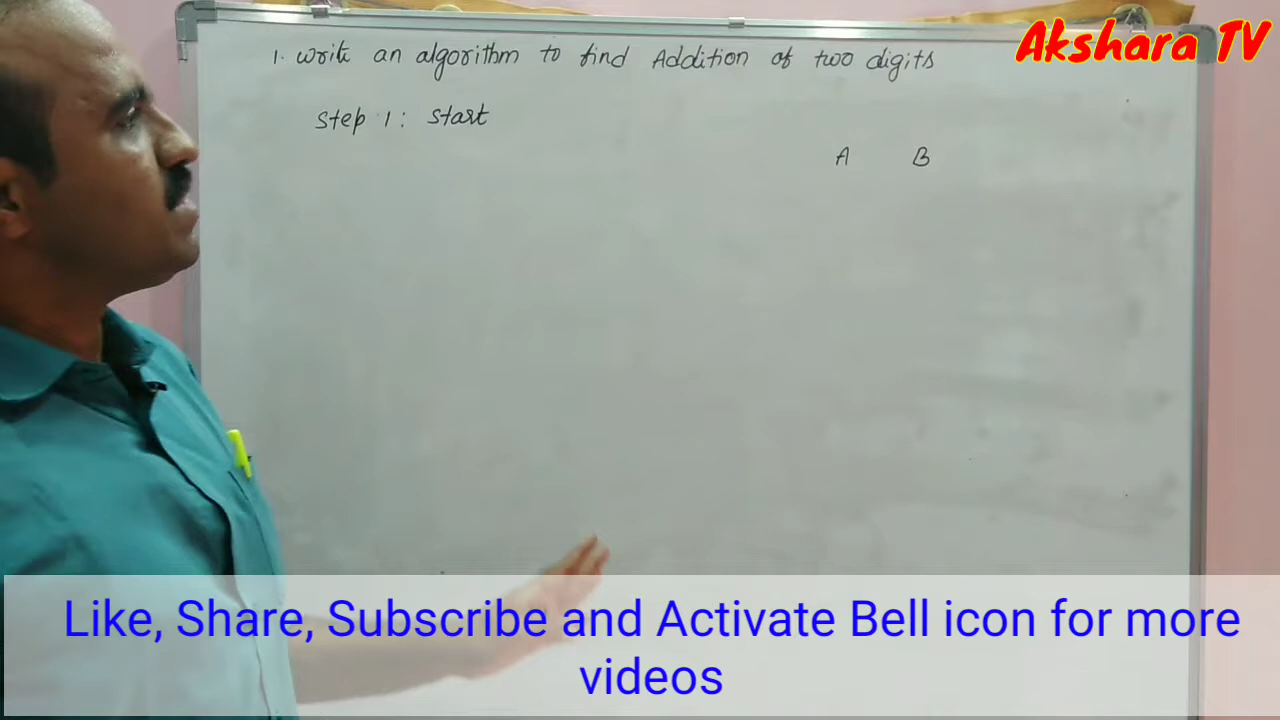 Akshara TV
1. Write an algorithm to find Addition of two digits
Step 1: Start
A B
Like, Share, Subscribe and Activate Bell icon for more
videos